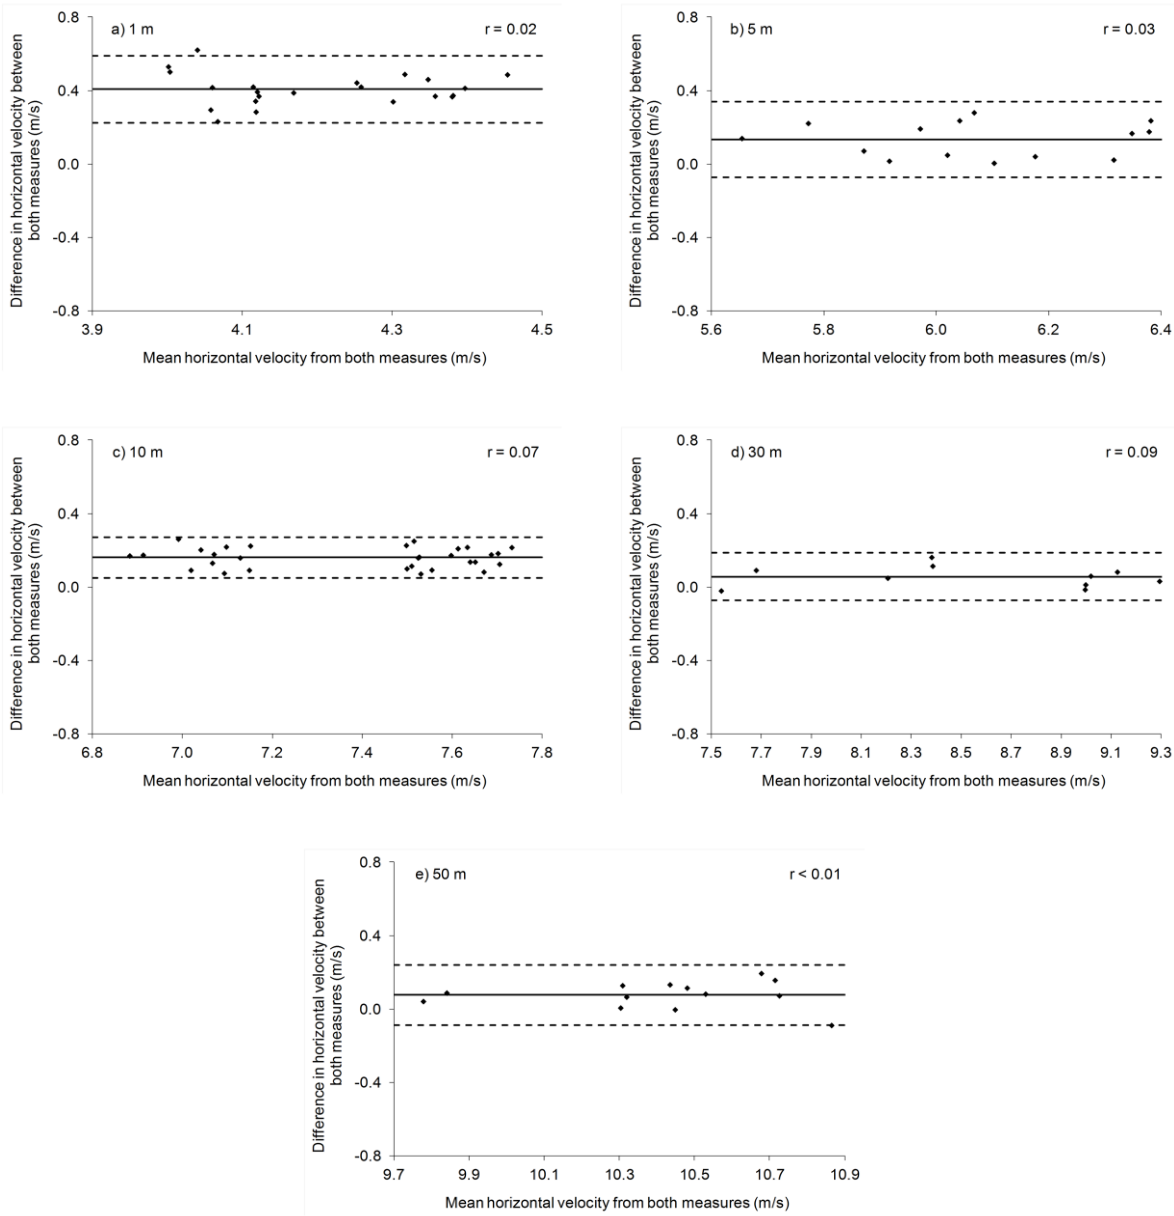 a) 1 m
r = 0.02
0.8
0.4
0.0
-0.4
-0.8
Difference in horizontal velocity between
both measures (m/s)
3.9
4.1
4.3
4.5
Mean horizontal velocity from both measures (m/s)
b) 5 m
r = 0.03
0.8
0.4
0.0
-0.4
-0.8
Difference in horizontal velocity between
both measures (m/s)
5.6
5.8
6.0
6.2
6.4
Mean horizontal velocity from both measures (m/s)
c) 10 m
r = 0.07
0.8
0.4
0.0
-0.4
-0.8
Difference in horizontal velocity between
both measures (m/s)
6.8
7.0
7.2
7.4
7.6
7.8
Mean horizontal velocity from both measures (m/s)
d) 30 m
r = 0.09
0.8
0.4
0.0
-0.4
-0.8
Difference in horizontal velocity between
both measures (m/s)
7.5
7.7
7.9
8.1
8.3
8.5
8.7
8.9
9.1
9.3
Mean horizontal velocity from both measures (m/s)
e) 50 m
r < 0.01
0.8
0.4
0.0
-0.4
-0.8
Difference in horizontal velocity between
both measures (m/s)
9.7
9.9
10.1
10.3
10.5
10.7
10.9
Mean horizontal velocity from both measures (m/s)